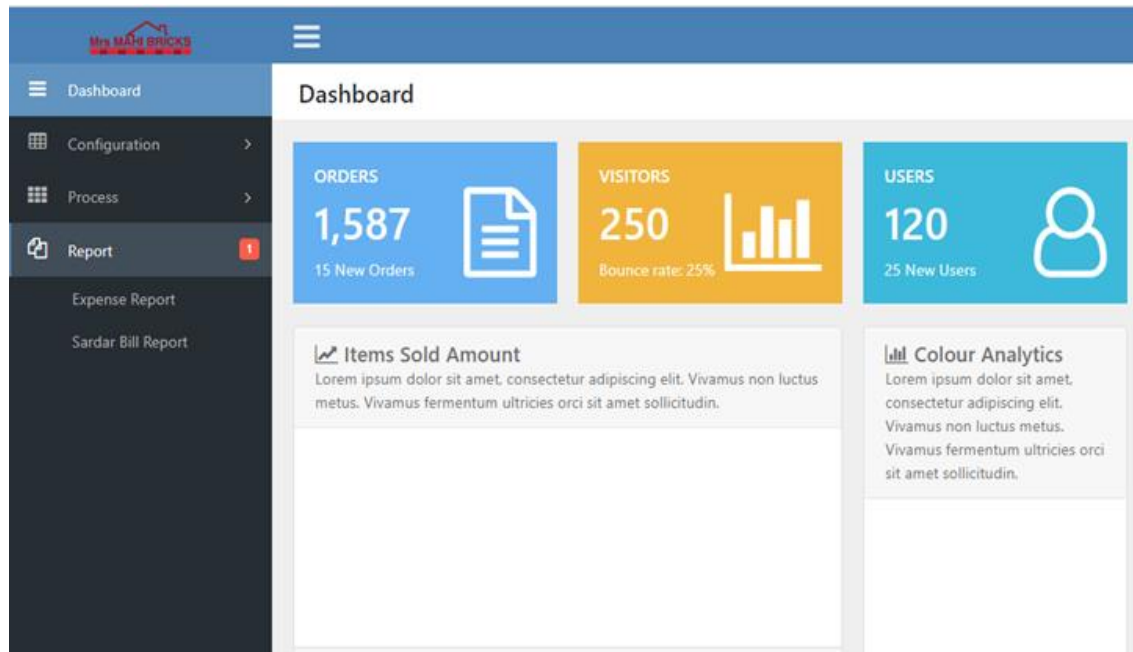 Mrs MAHI BRICKS
Dashboard
Configuration
Process
Report
1
Expense Report
Sardar Bill Report
Dashboard
ORDERS
1,587
15 New Orders
VISITORS
250
Bounce rate: 25%
USERS
120
25 New Users
Items Sold Amount
Lorem ipsum dolor sit amet, consectetur adipiscing elit. Vivamus non luctus
metus. Vivamus fermentum ultricies orci sit amet sollicitudin.
Colour Analytics
Lorem ipsum dolor sit amet,
consectetur adipiscing elit.
Vivamus non luctus metus.
Vivamus fermentum ultricies orci
sit amet sollicitudin.